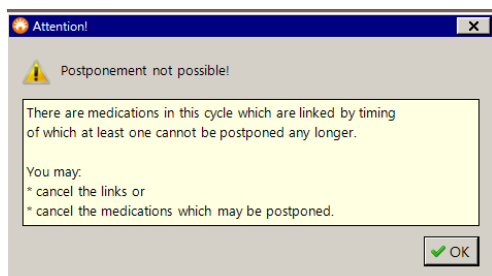 Attention!
Postponement not possible!
There are medications in this cycle which are linked by timing
of which at least one cannot be postponed any longer.
You may:
* cancel the links or
* cancel the medications which may be postponed.
OK